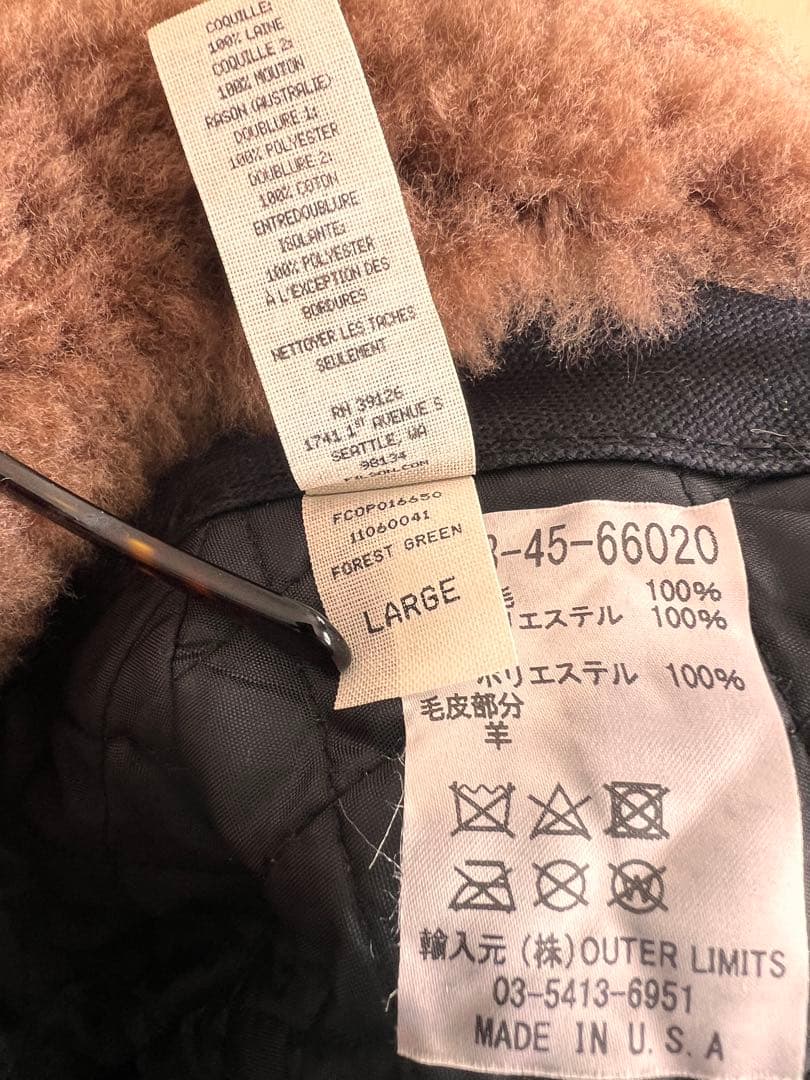 COQUILLE:
100% LAINE
COQUILLE 2:
100% MOUTON
RASON (AUSTRALIE)
DOUBLURE 1:
100% POLYESTER
DOUBLURE 2:
100% COTON
ENTREDOUBLURE
ISOLANTE:
100% POLYESTER
À L'EXCEPTION DES
BORDURES
NETTOYER LES TACHES
SEULEMENT
RN 39126
1741 1ST AVENUE S
SEATTLE, WA
98134
FILSON.COM
FCOP016650
11060041
FOREST GREEN
LARGE
-45-66020
毛 100%
リエステル 100%
ポリエステル 100%
毛皮部分
羊
W
輸入元 (株)OUTER LIMITS
03-5413-6951
MADE IN U.S.A